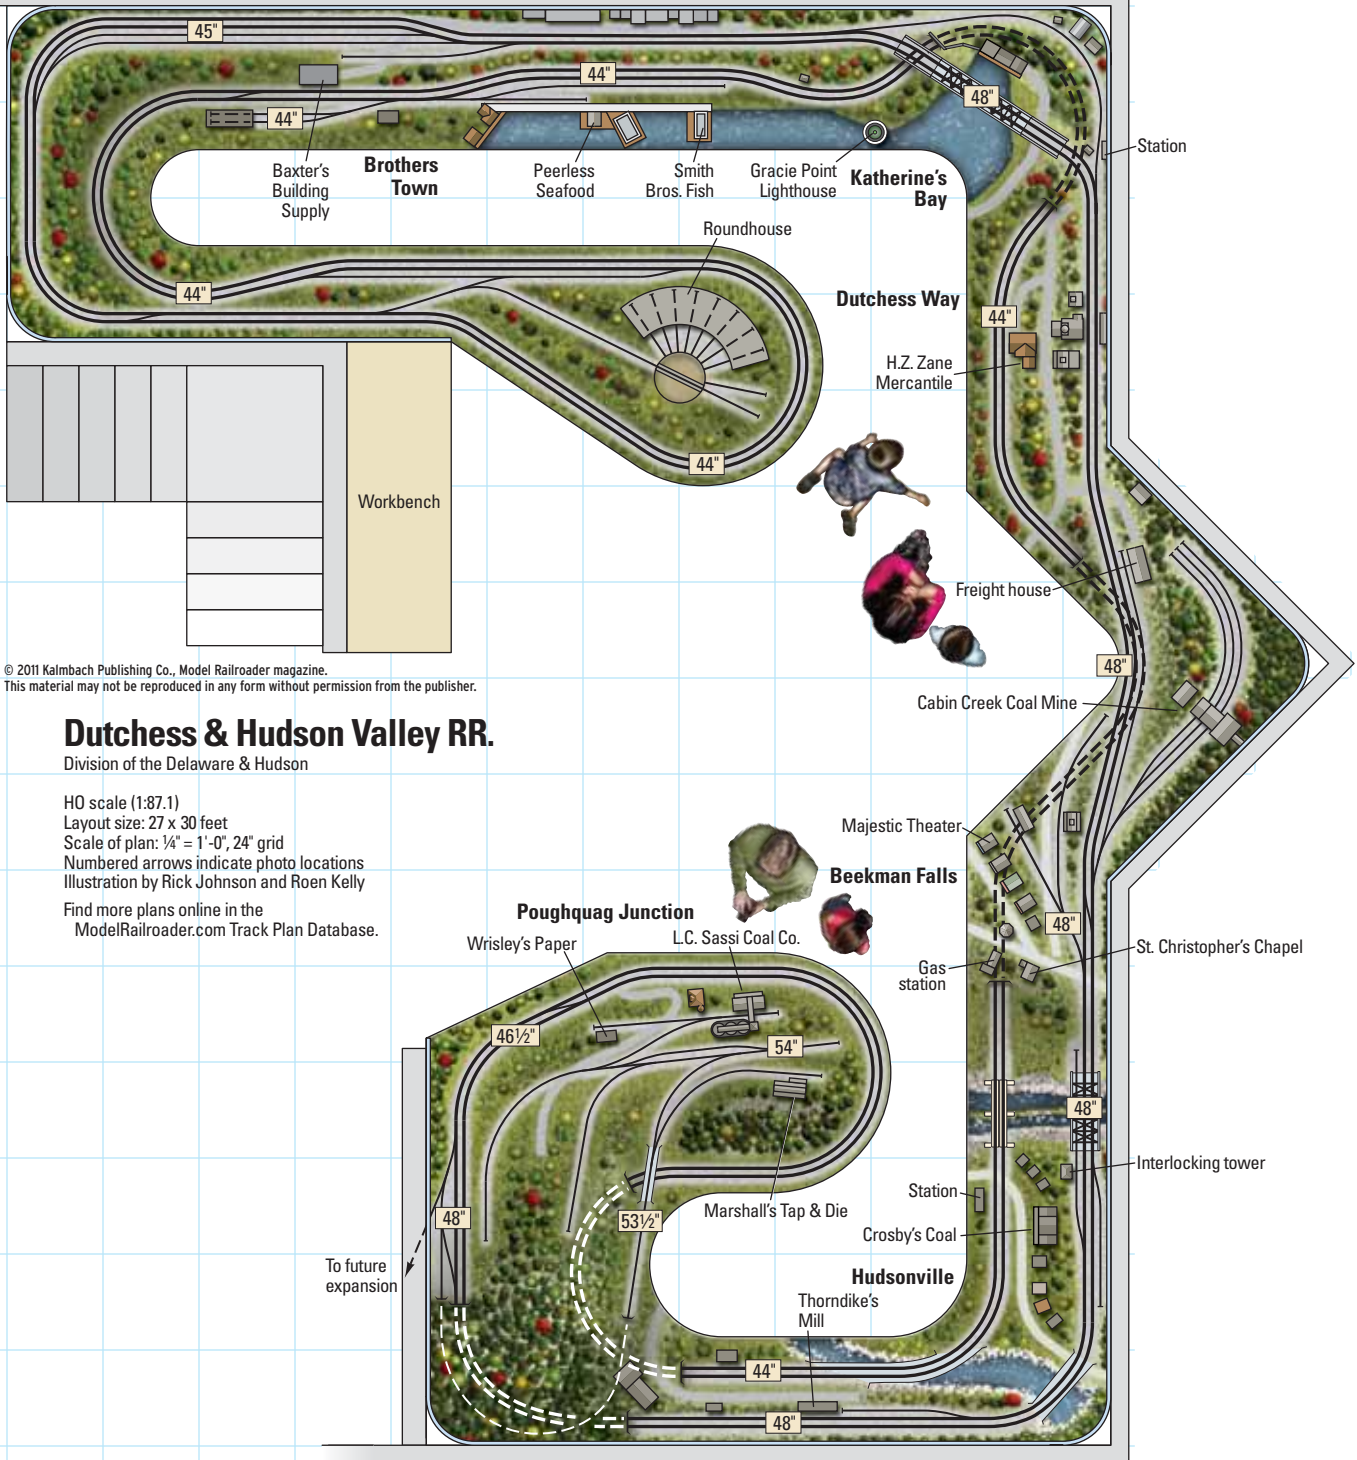 45"
44"
48"
44"
Station
Baxter's
Building
Supply
Brothers
Town
Peerless
Seafood
Smith
Bros. Fish
Gracie Point
Lighthouse
Katherine's
Bay
Roundhouse
44"
Dutchess Way
44"
H.Z. Zane
Mercantile
44"
Workbench
Freight house
48"
© 2011 Kalmbach Publishing Co., Model Railroader magazine.
This material may not be reproduced in any form without permission from the publisher.
Cabin Creek Coal Mine
Dutchess & Hudson Valley RR.
Division of the Delaware & Hudson
HO scale (1:87.1)
Layout size: 27 x 30 feet
Scale of plan: ¼" = 1'-0", 24" grid
Numbered arrows indicate photo locations
Illustration by Rick Johnson and Roen Kelly
Find more plans online in the
ModelRailroader.com Track Plan Database.
Majestic Theater
Beekman Falls
48"
Poughquag Junction
Wrisley's Paper
L.C. Sassi Coal Co.
St. Christopher's Chapel
Gas
station
46½"
54"
48"
Interlocking tower
Station
Marshall's Tap & Die
48"
53½"
Crosby's Coal
To future
expansion
Hudsonville
Thorndike's
Mill
44"
48"